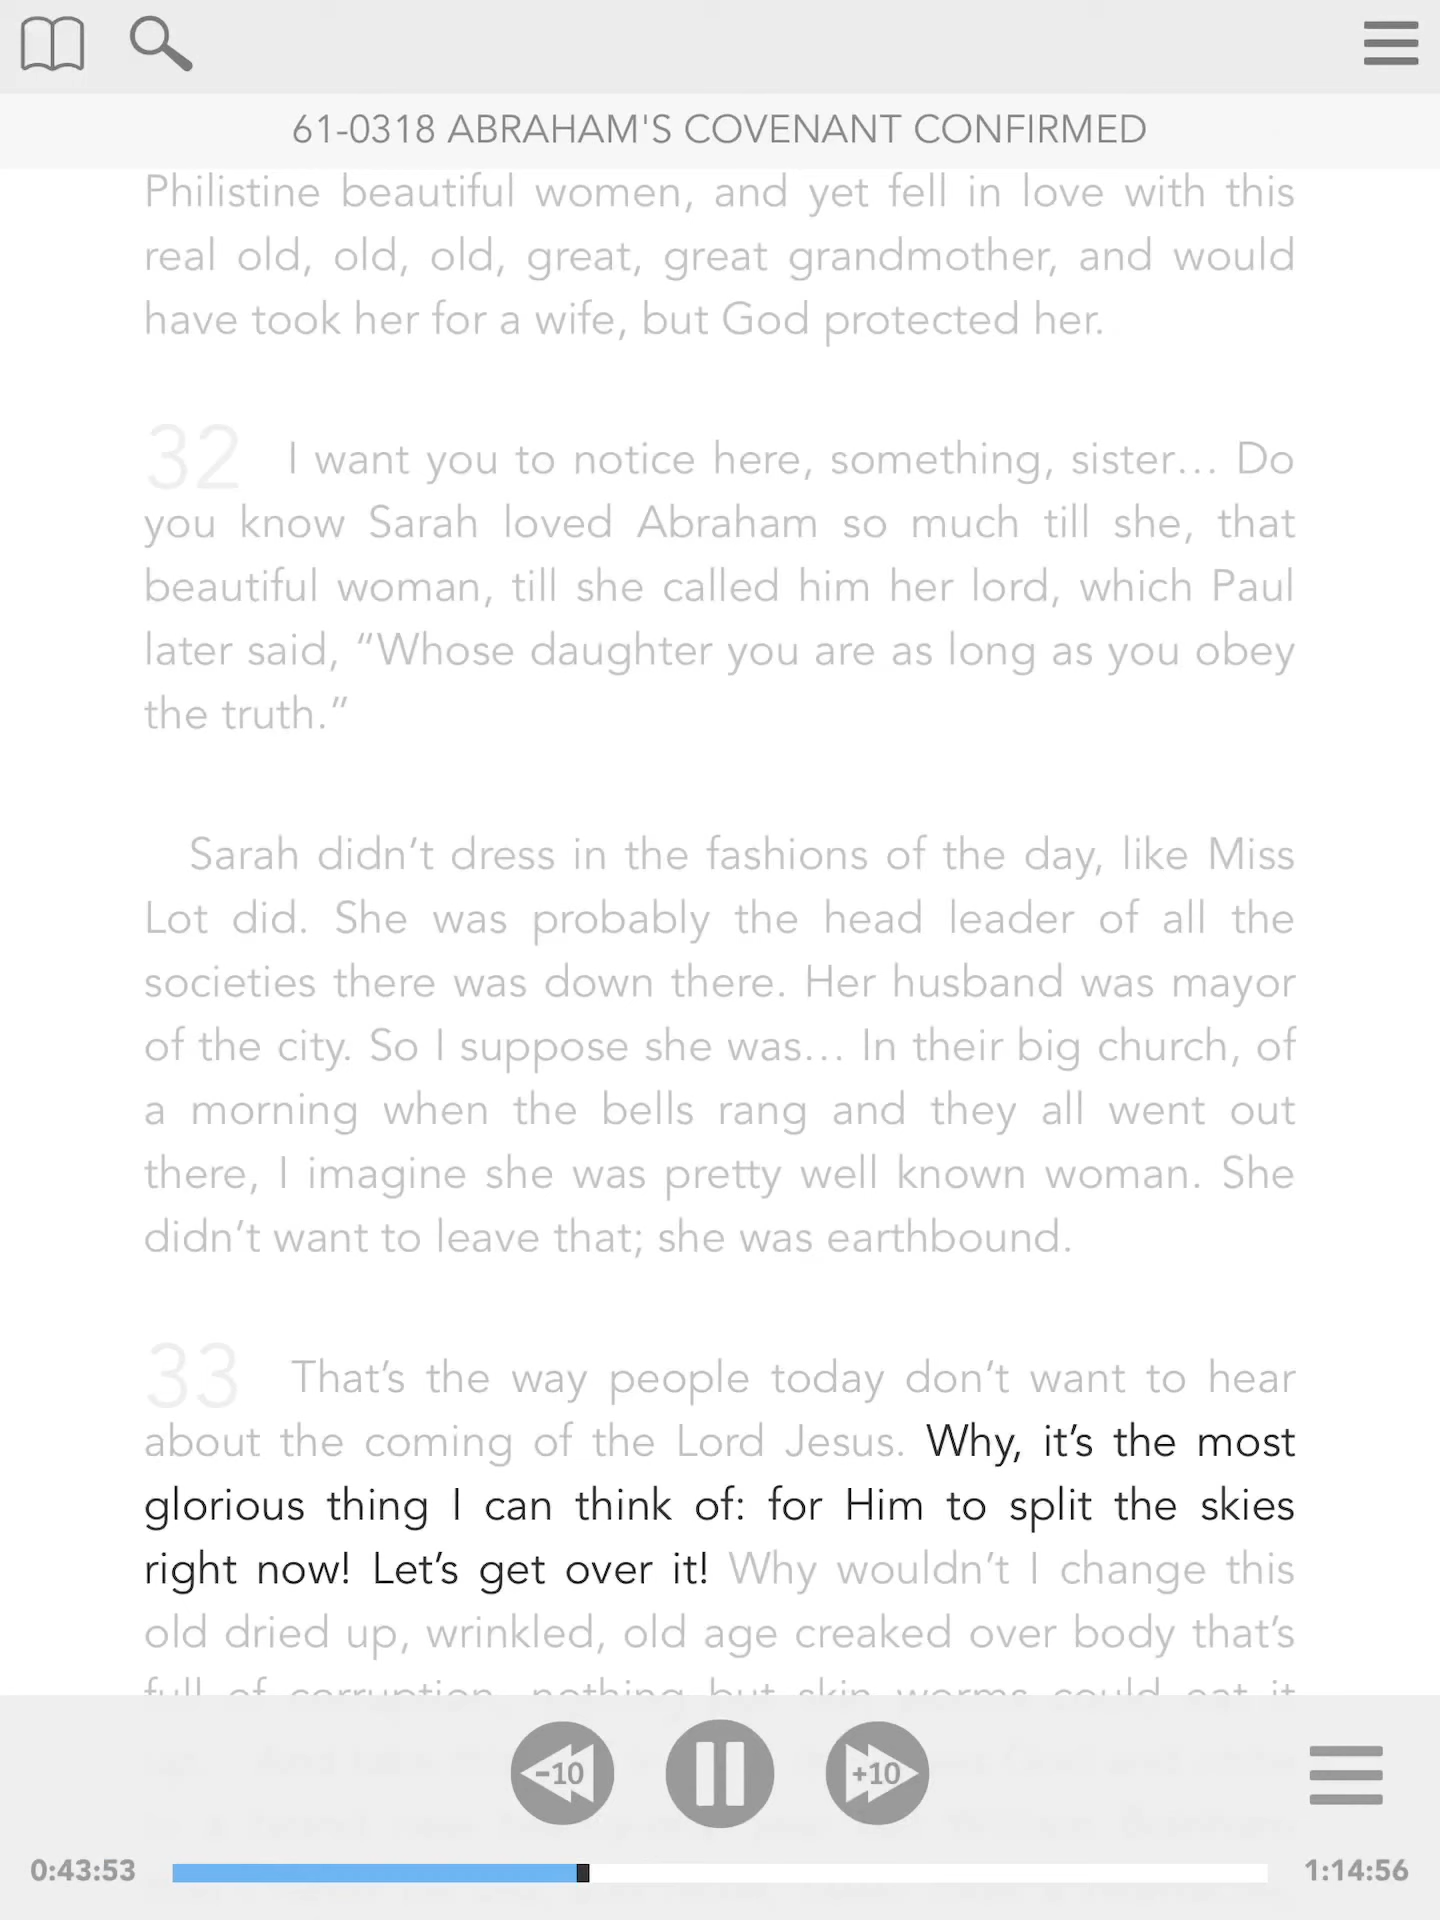 61-0318 ABRAHAM'S COVENANT CONFIRMED
Philistine beautiful women, and yet fell in love with this
real old, old, old, great, great grandmother, and would
have took her for a wife, but God protected her.
32 I want you to notice here, something, sister… Do
you know Sarah loved Abraham so much till she, that
beautiful woman, till she called him her lord, which Paul
later said, “Whose daughter you are as long as you obey
the truth.”
Sarah didn’t dress in the fashions of the day, like Miss
Lot did. She was probably the head leader of all the
societies there was down there. Her husband was mayor
of the city. So I suppose she was… In their big church, of
a morning when the bells rang and they all went out
there, I imagine she was pretty well known woman. She
didn’t want to leave that; she was earthbound.
33 That’s the way people today don’t want to hear
about the coming of the Lord Jesus. Why, it’s the most
glorious thing I can think of: for Him to split the skies
right now! Let’s get over it! Why wouldn’t I change this
old dried up, wrinkled, old age creaked over body that’s
full of corruption, nothing but skin worms could eat it
-10 +10
0:43:53 1:14:56